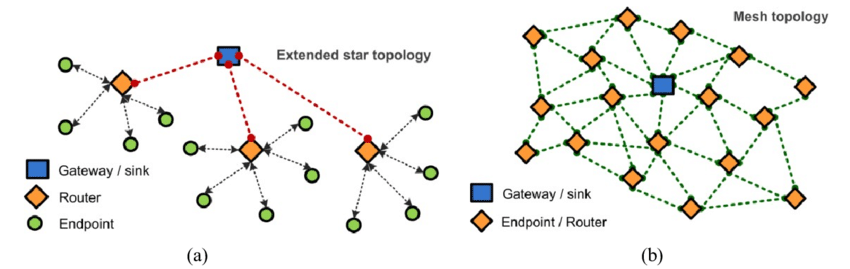 Extended star topology
Gateway / sink
Router
Endpoint
(a)
Mesh topology
Gateway / sink
Endpoint / Router
(b)